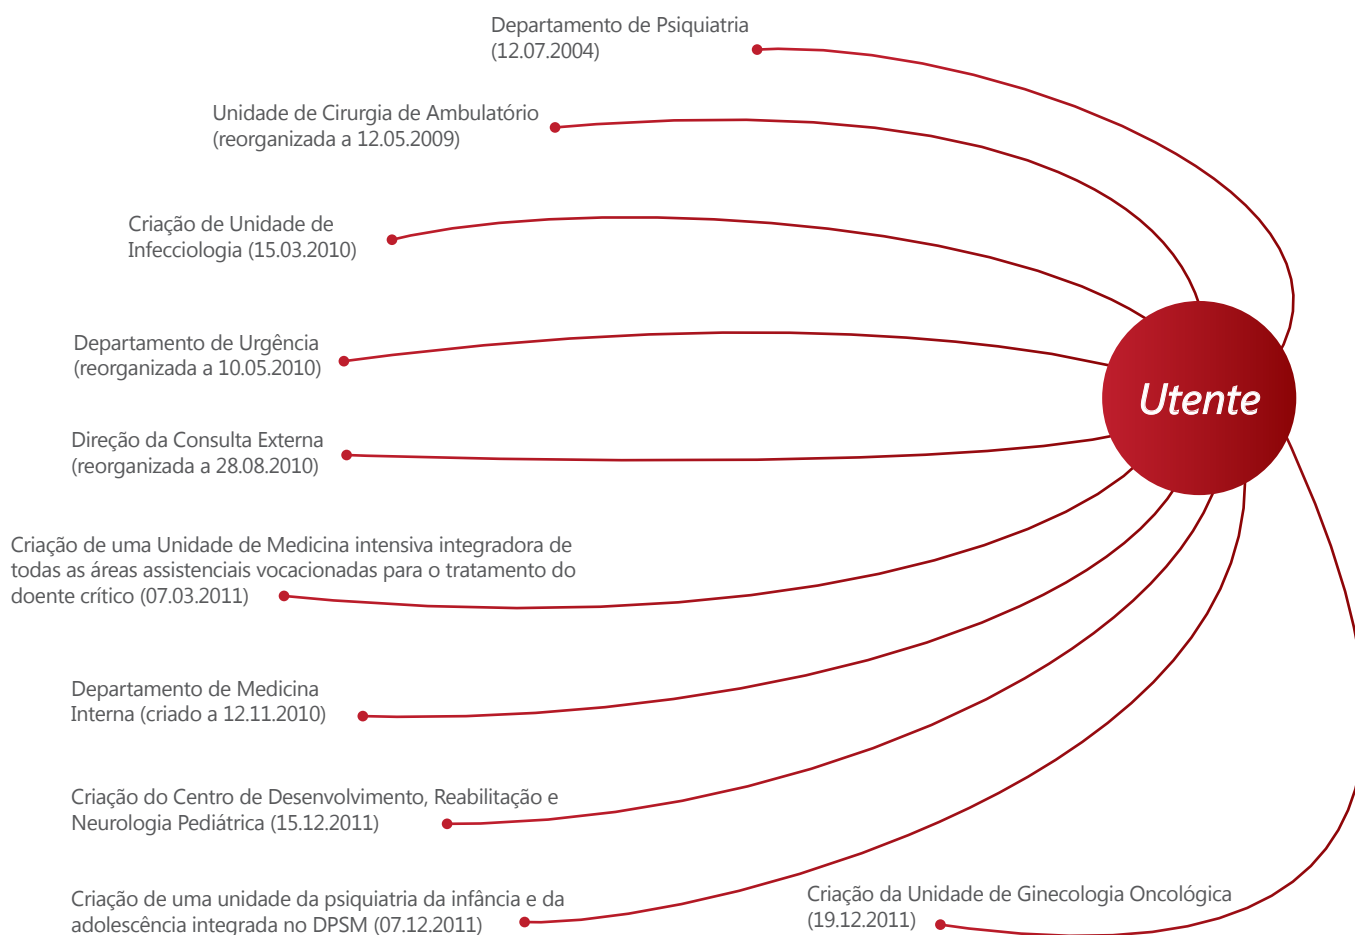 Departamento de Psiquiatria
(12.07.2004)
Unidade de Cirurgia de Ambulatório
(reorganizada a 12.05.2009)
Criação de Unidade de
Infecciologia (15.03.2010)
Departamento de Urgência
(reorganizada a 10.05.2010)
Utente
Direção da Consulta Externa
(reorganizada a 28.08.2010)
Criação de uma Unidade de Medicina intensiva integradora de
todas as áreas assistenciais vocacionadas para o tratamento do
doente crítico (07.03.2011)
Departamento de Medicina
Interna (criado a 12.11.2010)
Criação do Centro de Desenvolvimento, Reabilitação e
Neurologia Pediátrica (15.12.2011)
Criação de uma unidade da psiquiatria da infância e da
adolescência integrada no DPSM (07.12.2011)
Criação da Unidade de Ginecologia Oncológica
(19.12.2011)